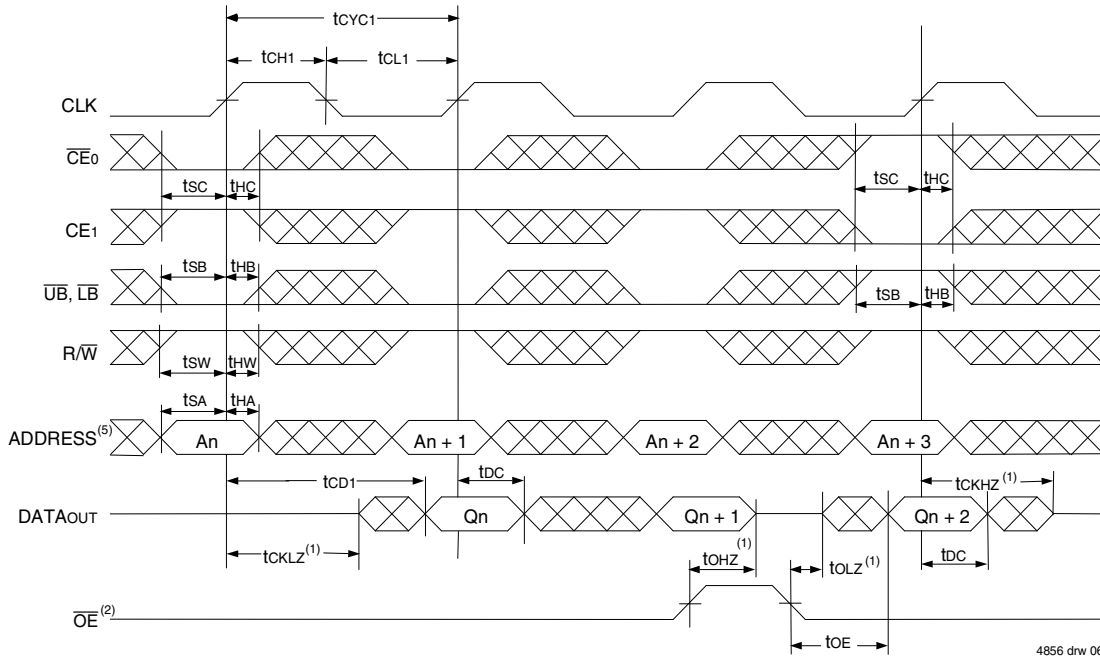 tCYC1
tCH1 tCL1
CLK
CE0
tSC tHC tSC tHC
CE1
tSB tHB
UB, LB
tSB tHB
R/W
tSW tHW
tSA tHA
ADDRESS(5) An An + 1 An + 2 An + 3
tCD1 tDC tCKHZ(1)
DATAOUT Qn Qn + 1 Qn + 2
tCKLZ(1) tOHZ(1) tOLZ(1) tDC
OE(2)
tOE
4856 drw 06